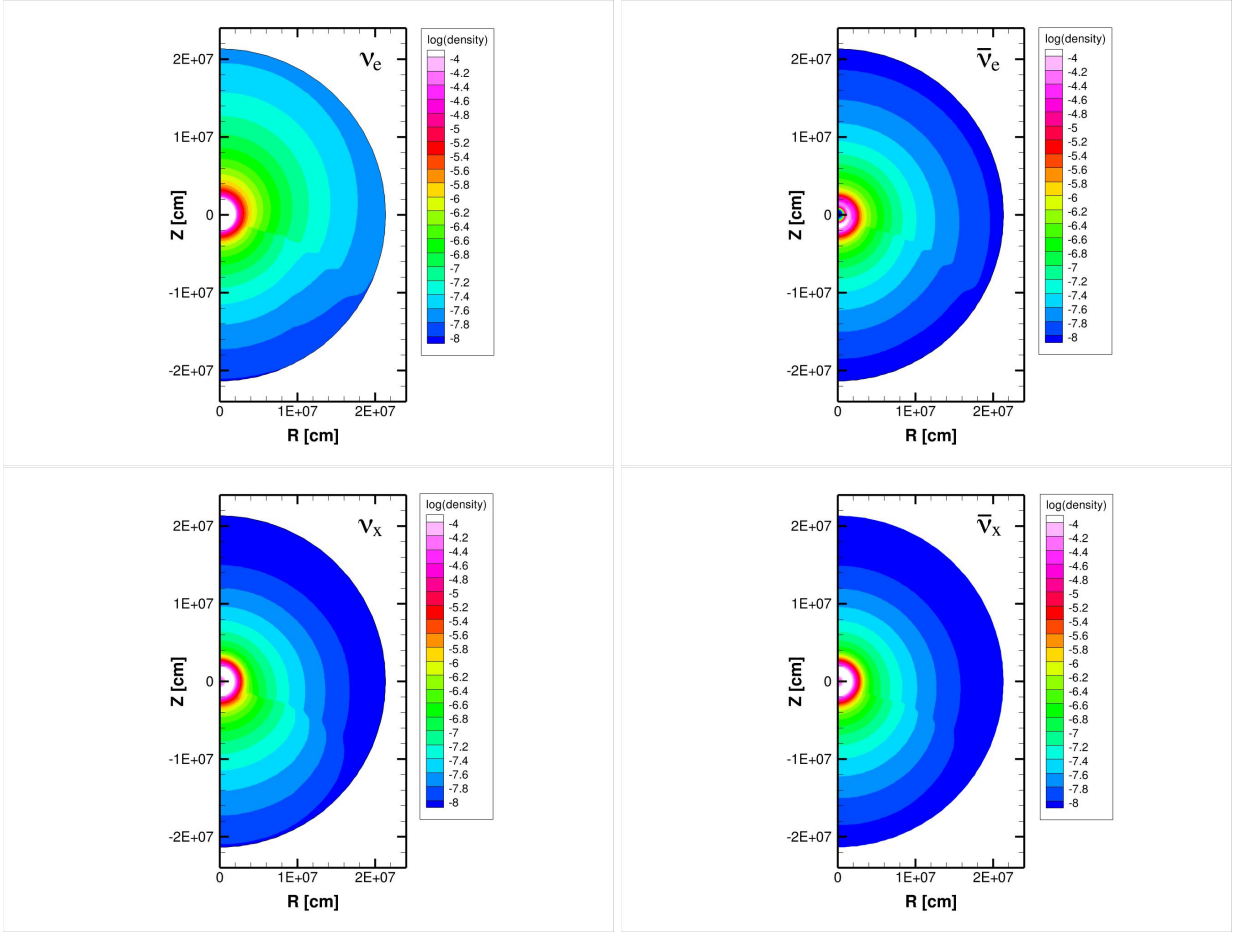 νe
log(density)
-4
-4.2
-4.4
-4.6
-4.8
-5
-5.2
-5.4
-5.6
-5.8
-6
-6.2
-6.4
-6.6
-6.8
-7
-7.2
-7.4
-7.6
-7.8
-8
2E+07
1E+07
0
-1E+07
-2E+07
Z [cm]
0 1E+07 2E+07
R [cm]
ν̅e
log(density)
-4
-4.2
-4.4
-4.6
-4.8
-5
-5.2
-5.4
-5.6
-5.8
-6
-6.2
-6.4
-6.6
-6.8
-7
-7.2
-7.4
-7.6
-7.8
-8
2E+07
1E+07
0
-1E+07
-2E+07
Z [cm]
0 1E+07 2E+07
R [cm]
νx
log(density)
-4
-4.2
-4.4
-4.6
-4.8
-5
-5.2
-5.4
-5.6
-5.8
-6
-6.2
-6.4
-6.6
-6.8
-7
-7.2
-7.4
-7.6
-7.8
-8
2E+07
1E+07
0
-1E+07
-2E+07
Z [cm]
0 1E+07 2E+07
R [cm]
ν̅x
log(density)
-4
-4.2
-4.4
-4.6
-4.8
-5
-5.2
-5.4
-5.6
-5.8
-6
-6.2
-6.4
-6.6
-6.8
-7
-7.2
-7.4
-7.6
-7.8
-8
2E+07
1E+07
0
-1E+07
-2E+07
Z [cm]
0 1E+07 2E+07
R [cm]